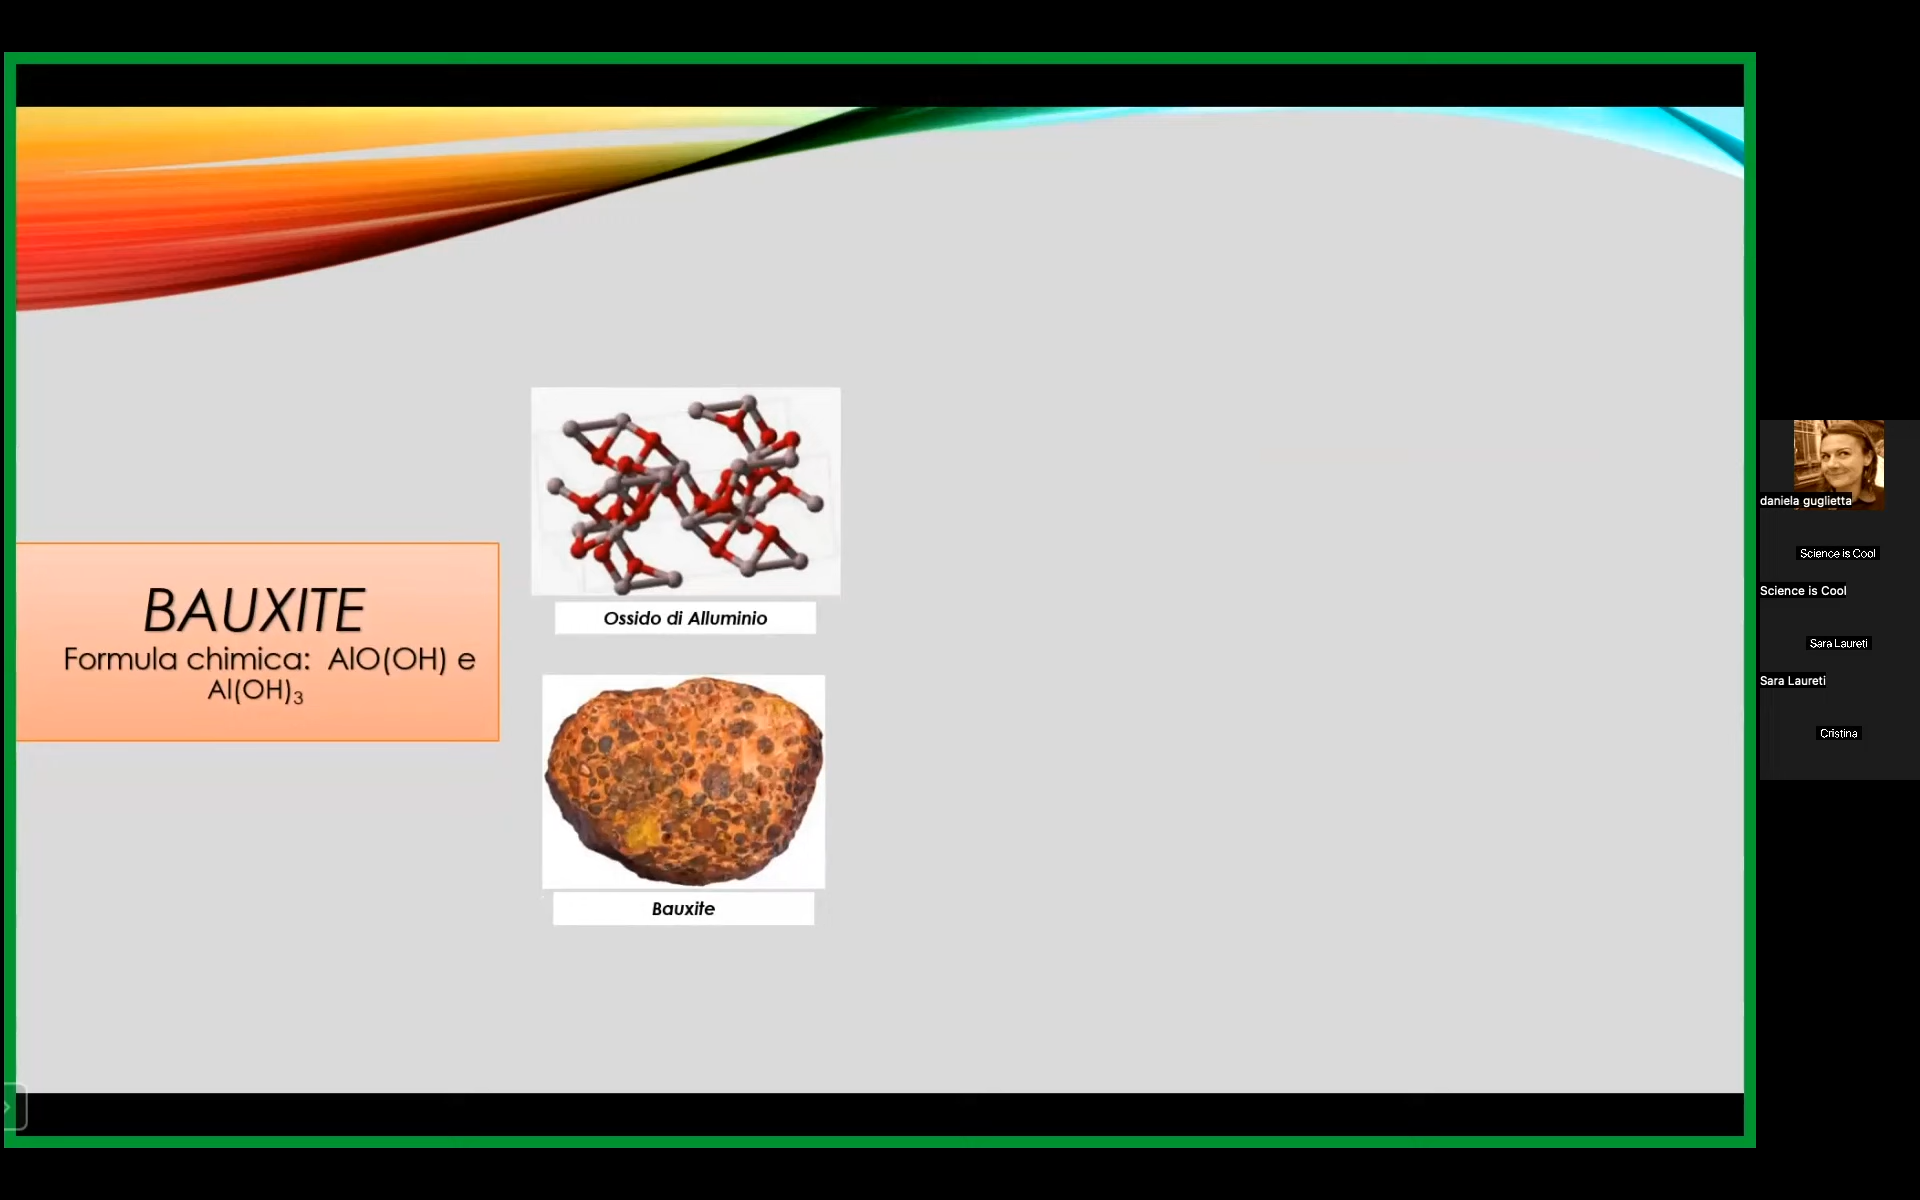 BAUXITE
Formula chimica: AlO(OH) e
Al(OH)₃
Ossido di Alluminio
Bauxite
daniela guglietta
Science is Cool
Science is Cool
Sara Laureti
Sara Laureti
Cristina